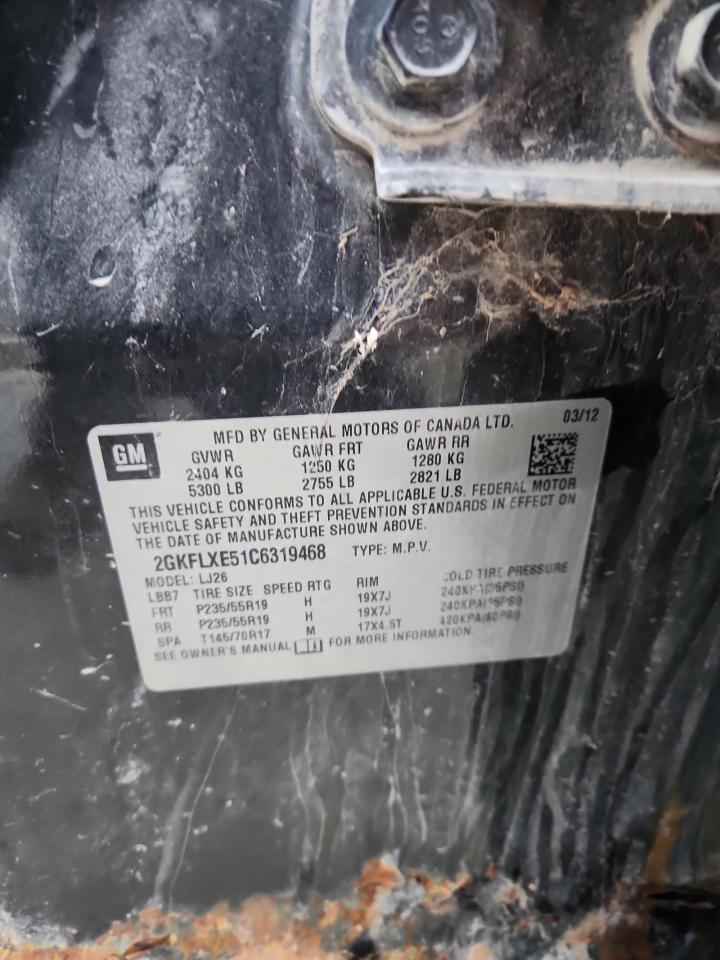 GM
MFD BY GENERAL MOTORS OF CANADA LTD. 03/12
GVWR GAWR FRT GAWR RR
2404 KG 1250 KG 1280 KG
5300 LB 2755 LB 2821 LB
THIS VEHICLE CONFORMS TO ALL APPLICABLE U.S. FEDERAL MOTOR
VEHICLE SAFETY AND THEFT PREVENTION STANDARDS IN EFFECT ON
THE DATE OF MANUFACTURE SHOWN ABOVE.
2GKFLXE51C6319468 TYPE: M.P.V.
MODEL: LJ26
LBB7 TIRE SIZE SPEED RTG RIM COLD TIRE PRESSURE
FRT P235/55R19 H 19X7J 240KPA(35PSI)
RR P235/55R19 H 19X7J 240KPA(35PSI)
SPA T145/70R17 M 17X4.5T 420KPA(60PSI)
SEE OWNER'S MANUAL FOR MORE INFORMATION.